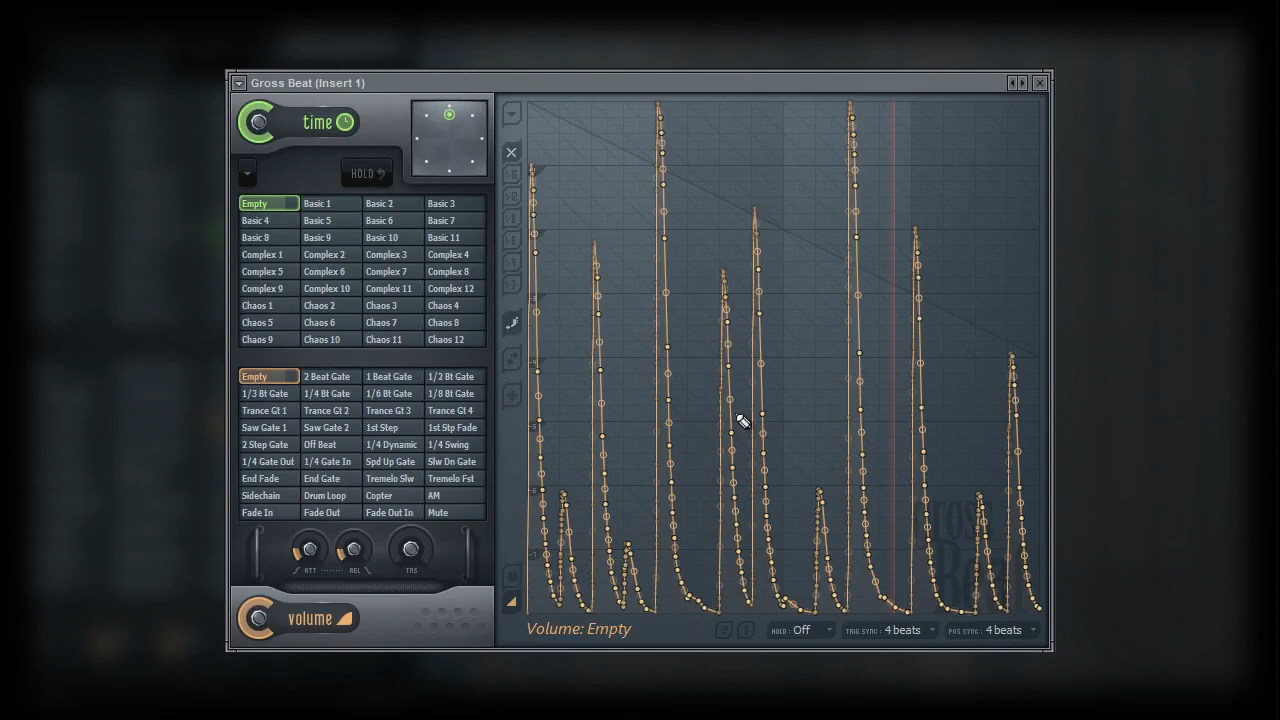 Gross Beat (Insert 1)
time
HOLD
Empty Basic 1 Basic 2 Basic 3
Basic 4 Basic 5 Basic 6 Basic 7
Basic 8 Basic 9 Basic 10 Basic 11
Complex 1 Complex 2 Complex 3 Complex 4
Complex 5 Complex 6 Complex 7 Complex 8
Complex 9 Complex 10 Complex 11 Complex 12
Chaos 1 Chaos 2 Chaos 3 Chaos 4
Chaos 5 Chaos 6 Chaos 7 Chaos 8
Chaos 9 Chaos 10 Chaos 11 Chaos 12
Empty 2 Beat Gate 1 Beat Gate 1/2 Bt Gate
1/3 Bt Gate 1/4 Bt Gate 1/6 Bt Gate 1/8 Bt Gate
Trance Gt 1 Trance Gt 2 Trance Gt 3 Trance Gt 4
Saw Gate 1 Saw Gate 2 1st Step 1st Stp Fade
2 Step Gate Off Beat 1/4 Dynamic 1/4 Swing
1/4 Gate Out 1/4 Gate In Spd Up Gate Slw Dn Gate
End Fade End Gate Tremelo Slw Tremelo Fst
Sidechain Drum Loop Copter AM
Fade In Fade Out Fade Out In Mute
ATT REL TNS
volume
Volume: Empty
HOLD: Off TRIG SYNC: 4 beats POS SYNC: 4 beats